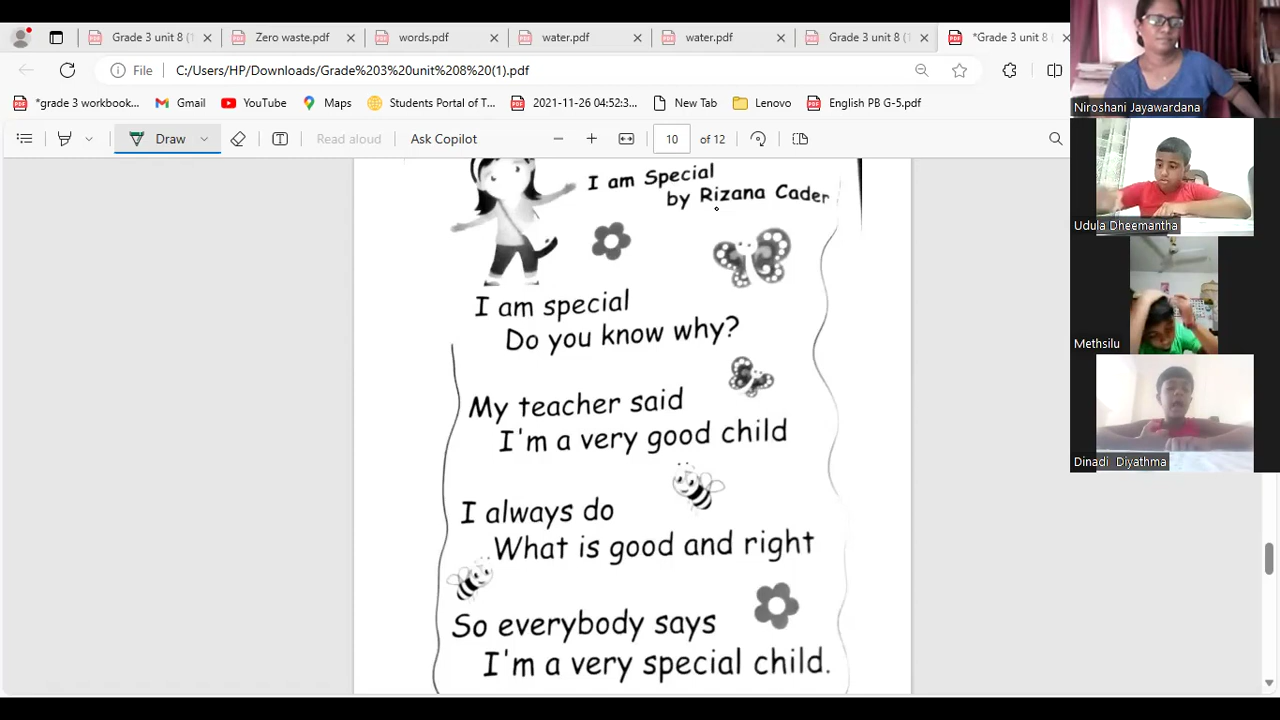 Grade 3 unit 8 (1
Zero waste.pdf
words.pdf
water.pdf
water.pdf
Grade 3 unit 8 (1
*Grade 3 unit 8 (
File
C:/Users/HP/Downloads/Grade%203%20unit%208%20(1).pdf
*grade 3 workbook...
Gmail
YouTube
Maps
Students Portal of T...
2021-11-26 04:52:3...
New Tab
Lenovo
English PB G-5.pdf
Draw
Read aloud
Ask Copilot
10
of 12
I am Special
by Rizana Cader
I am special
Do you know why?
My teacher said
I'm a very good child
I always do
What is good and right
So everybody says
I'm a very special child.
Niroshani Jayawardana
Udula Dheemantha
Methsilu
Dinadi Diyathma